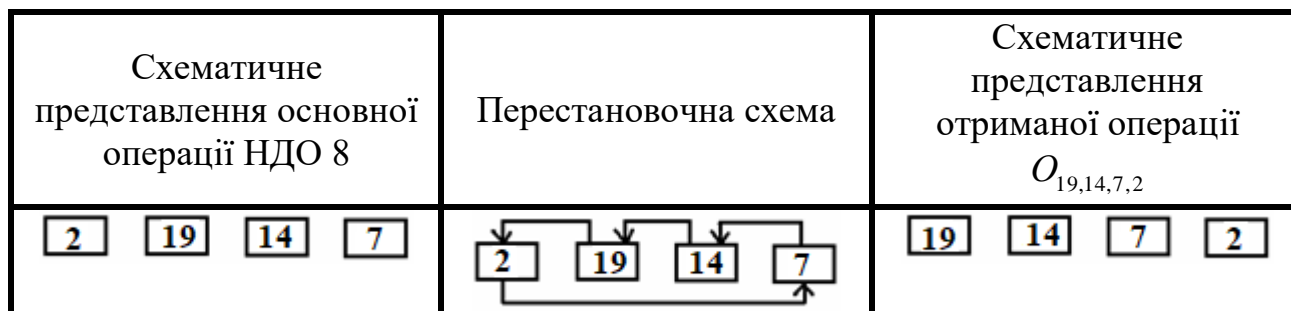 Схематичне
представлення основної
операції НДО 8
Перестановочна схема
Схематичне
представлення
отриманої операції
O19,14,7,2
2 19 14 7
2 19 14 7
19 14 7 2